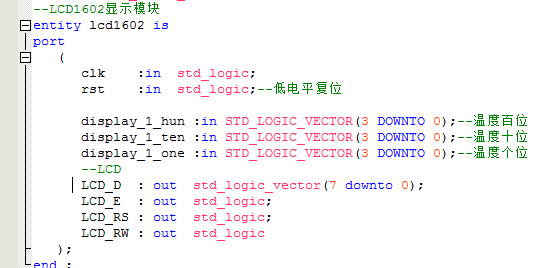 --LCD1602显示模块
entity lcd1602 is
port
(
clk :in std_logic;
rst :in std_logic;--低电平复位
display_1_hun :in STD_LOGIC_VECTOR(3 DOWNTO 0);--温度百位
display_1_ten :in STD_LOGIC_VECTOR(3 DOWNTO 0);--温度十位
display_1_one :in STD_LOGIC_VECTOR(3 DOWNTO 0);--温度个位
--LCD
LCD_D : out std_logic_vector(7 downto 0);
LCD_E : out std_logic;
LCD_RS : out std_logic;
LCD_RW : out std_logic
);
end ;